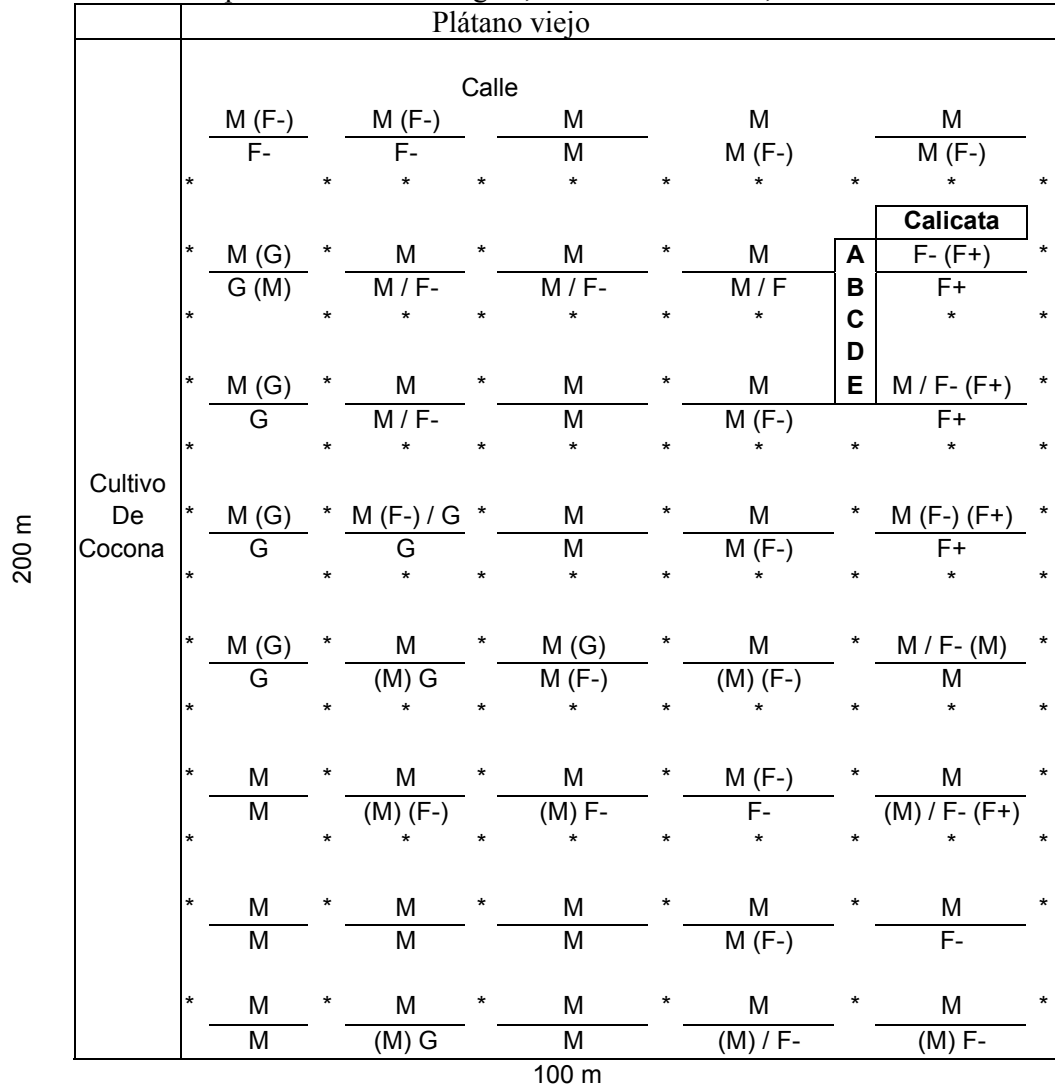 Plátano viejo
Calle
M (F-) M (F-) M M M
F- F- M M (F-) M (F-)
* * * * * * * * * *
Calicata
* M (G) * M * M * M A F- (F+) *
G (M) M / F- M / F- M / F B F+
* * * * * * * C * *
D
* M (G) * M * M * M E M / F- (F+) *
G M / F- M M (F-) F+
* * * * * * * * * *
Cultivo
De * M (G) * M (F-) / G * M * M * M (F-) (F+) *
Cocona G G M M (F-) F+
200 m
* * * * * * * * * *
* M (G) * M * M (G) * M * M / F- (M) *
G (M) G M (F-) (M) (F-) M
* * * * * * * * * *
* M * M * M * M (F-) * M *
M (M) (F-) (M) F- F- (M) / F- (F+)
* * * * * * * * * *
* M * M * M * M * M *
M M M M (F-) F-
* M * M * M * M * M *
M (M) G M (M) / F- (M) F-
100 m